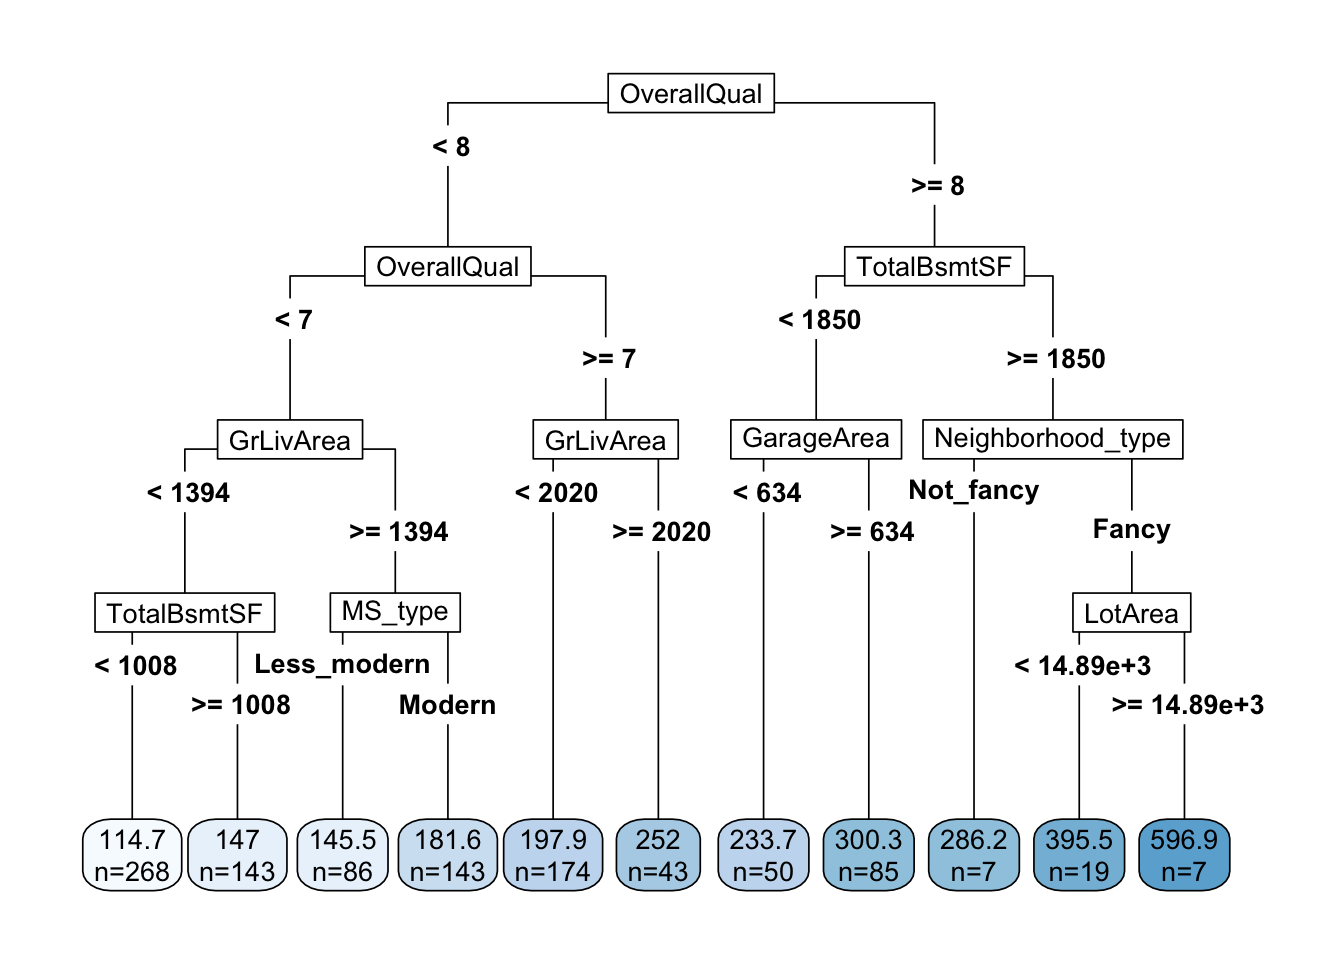 OverallQual
< 8
>= 8
OverallQual
TotalBsmtSF
< 7
>= 7
< 1850
>= 1850
GrLivArea
GrLivArea
GarageArea
Neighborhood_type
< 1394
>= 1394
< 2020
>= 2020
< 634
>= 634
Not_fancy
Fancy
TotalBsmtSF
MS_type
LotArea
< 1008
>= 1008
Less_modern
Modern
< 14.89e+3
>= 14.89e+3
114.7
n=268
147
n=143
145.5
n=86
181.6
n=143
197.9
n=174
252
n=43
233.7
n=50
300.3
n=85
286.2
n=7
395.5
n=19
596.9
n=7